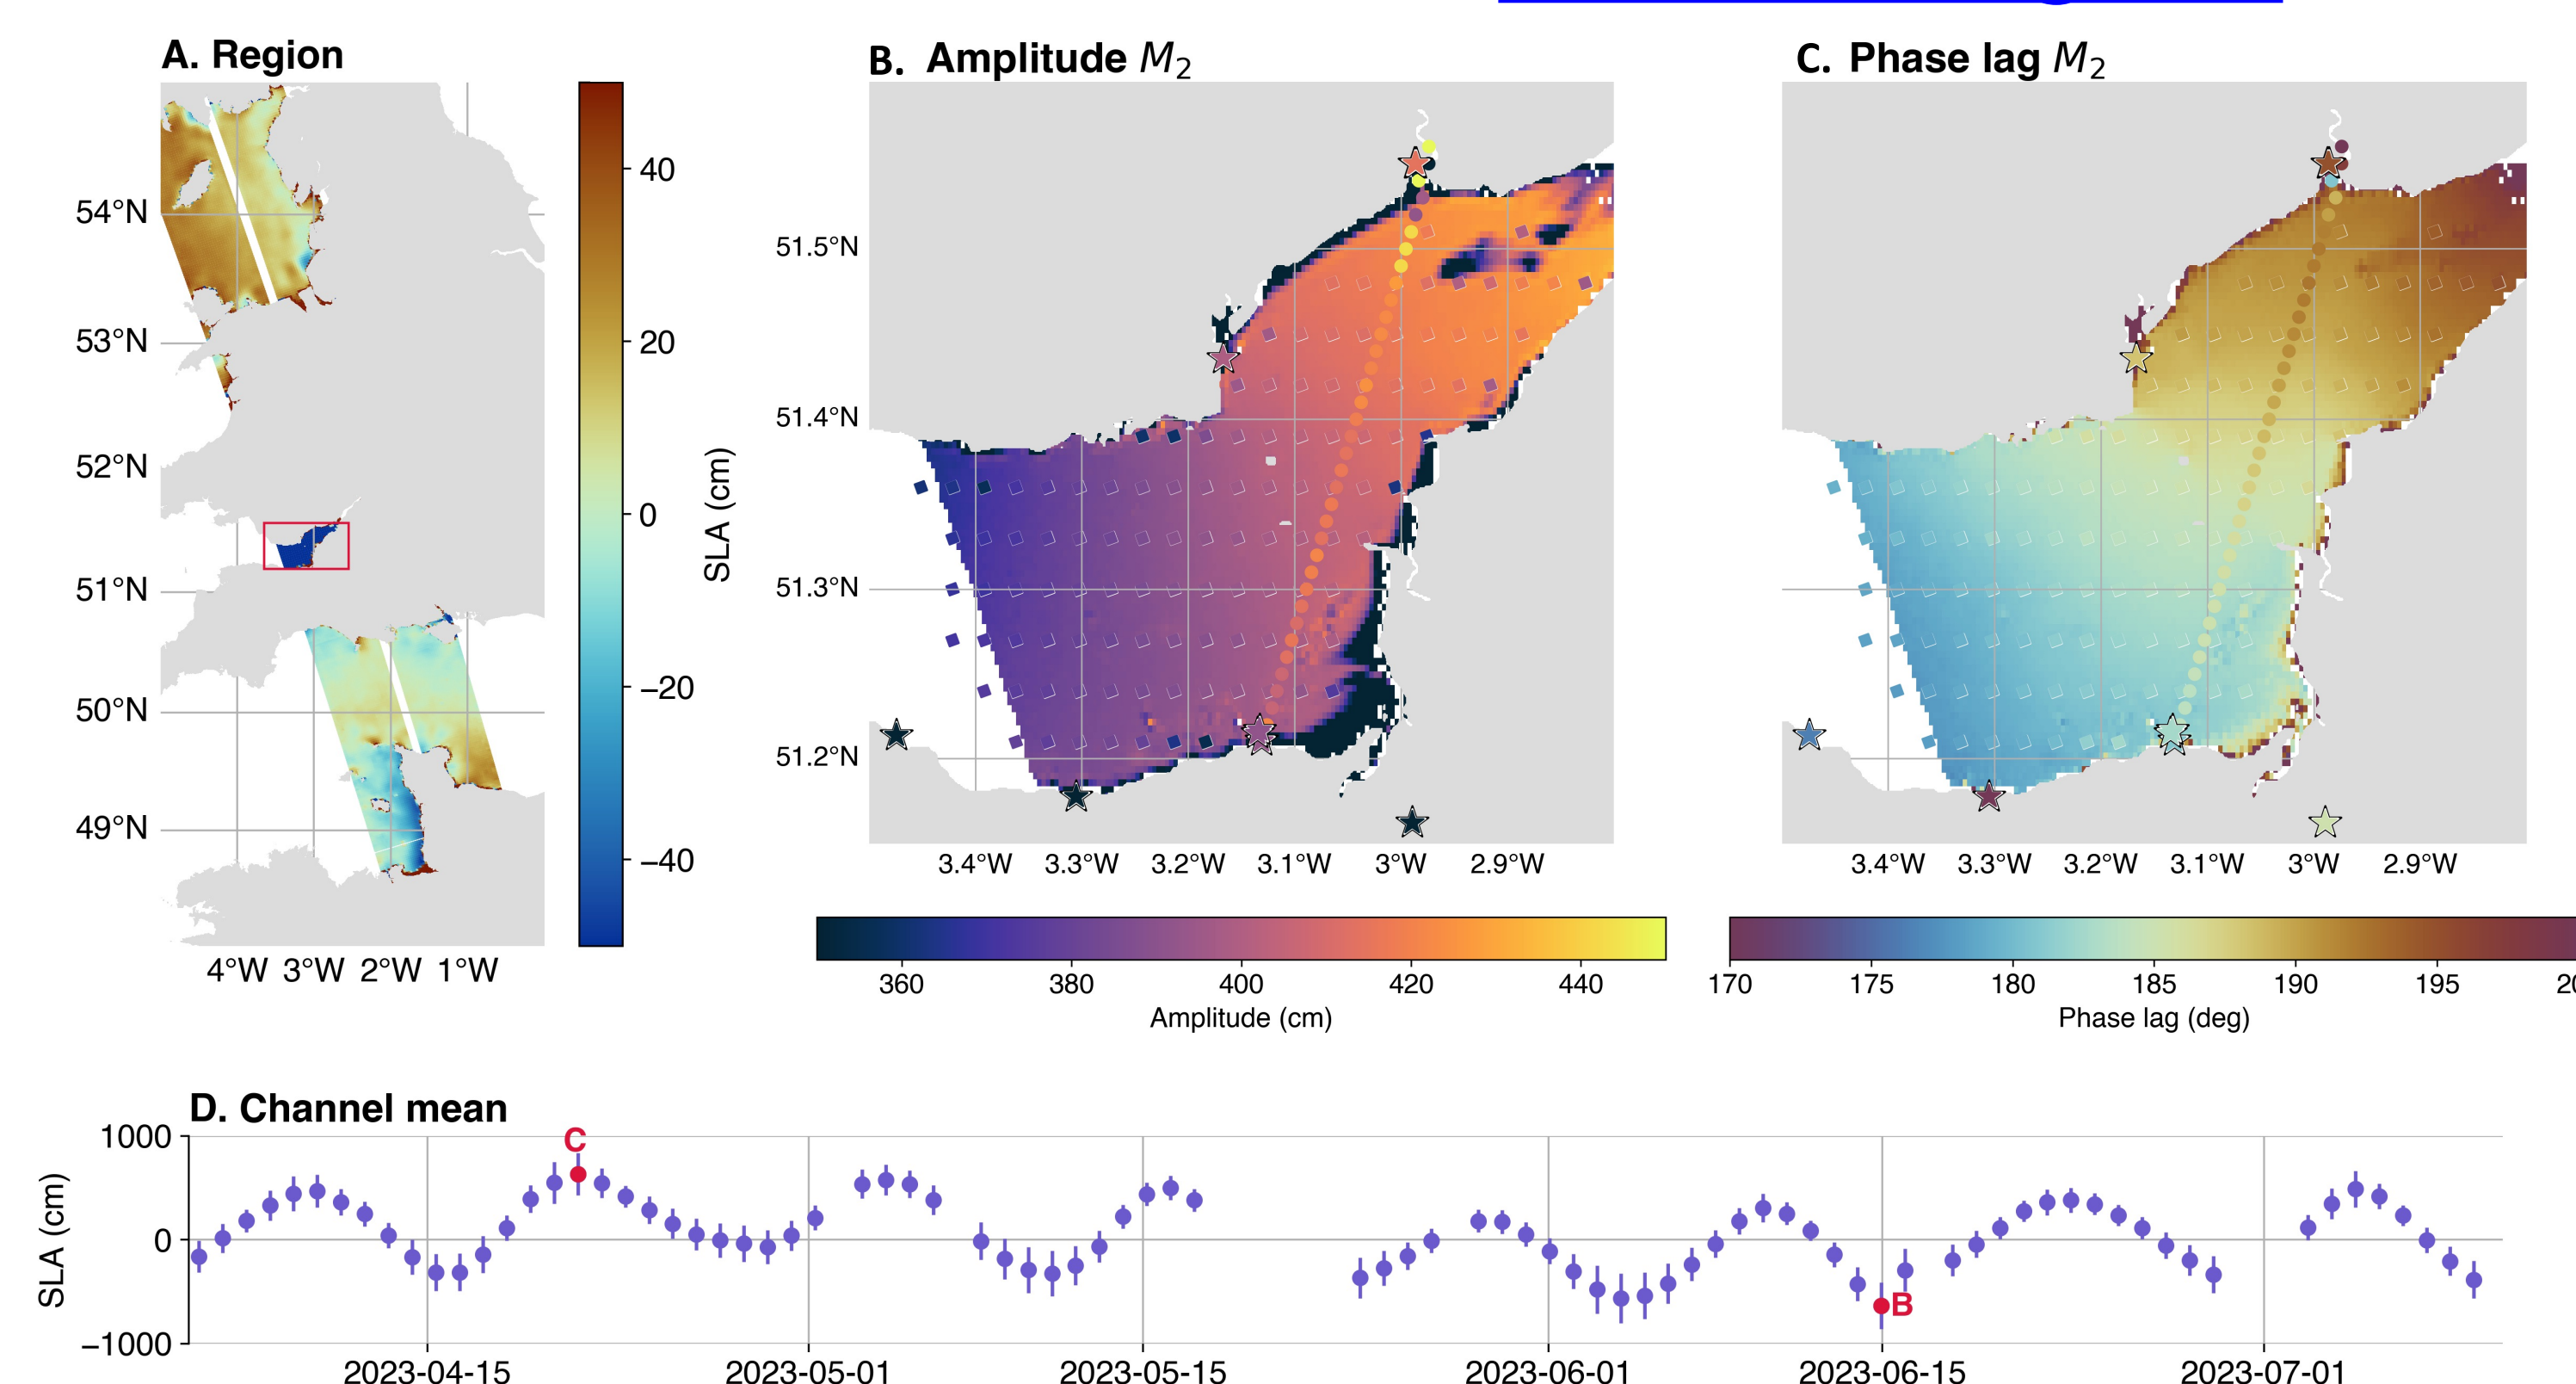 A. Region
B. Amplitude M₂
C. Phase lag M₂
54°N
53°N
52°N
51°N
50°N
49°N
4°W 3°W 2°W 1°W
40
20
0
−20
−40
SLA (cm)
51.5°N
51.4°N
51.3°N
51.2°N
3.4°W 3.3°W 3.2°W 3.1°W 3°W 2.9°W
360 380 400 420 440
Amplitude (cm)
3.4°W 3.3°W 3.2°W 3.1°W 3°W 2.9°W
170 175 180 185 190 195
Phase lag (deg)
D. Channel mean
SLA (cm)
1000
0
−1000
C
B
2023-04-15 2023-05-01 2023-05-15 2023-06-01 2023-06-15 2023-07-01